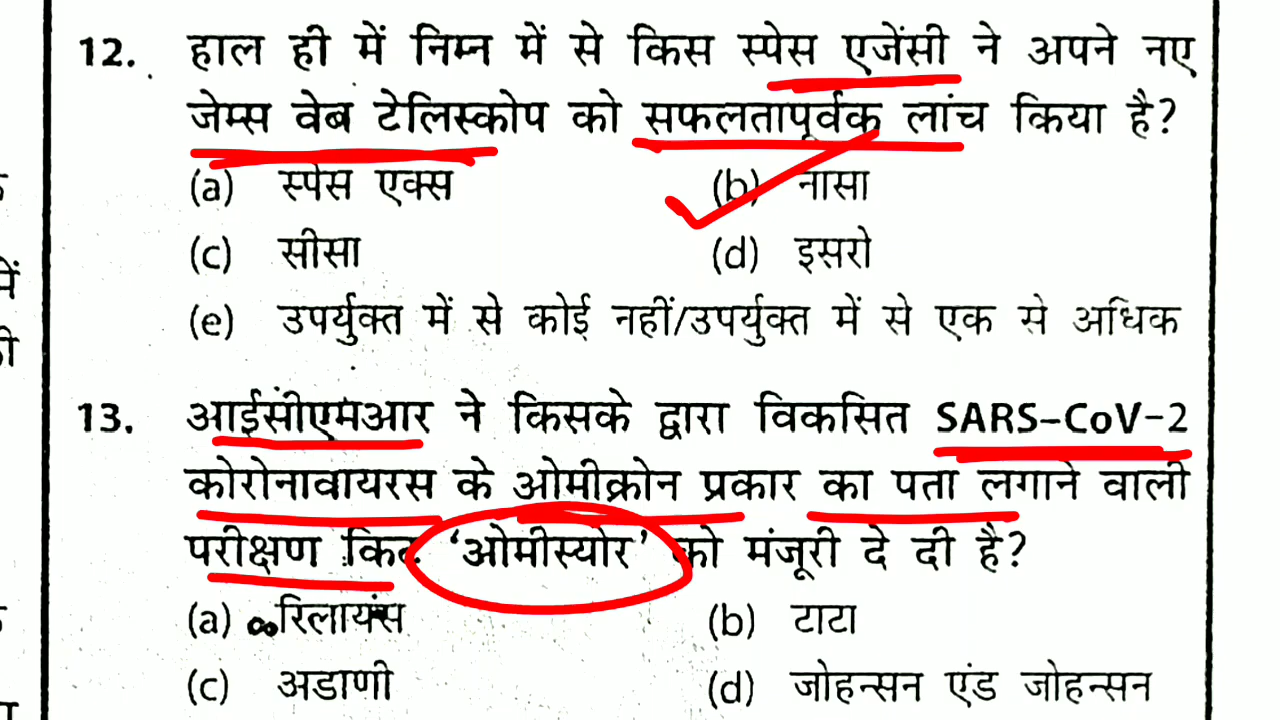 12. हाल ही में निम्न में से किस स्पेस एजेंसी ने अपने नए
जेम्स वेब टेलिस्कोप को सफलतापूर्वक लांच किया है?
(a) स्पेस एक्स (b) नासा
(c) सीसा (d) इसरो
(e) उपर्युक्त में से कोई नहीं/उपर्युक्त में से एक से अधिक
13. आईसीएमआर ने किसके द्वारा विकसित SARS-CoV-2
कोरोनावायरस के ओमीक्रोन प्रकार का पता लगाने वाली
परीक्षण किट 'ओमीस्योर' को मंजूरी दे दी है?
(a) रिलायंस (b) टाटा
(c) अडाणी (d) जोहन्सन एंड जोहन्सन